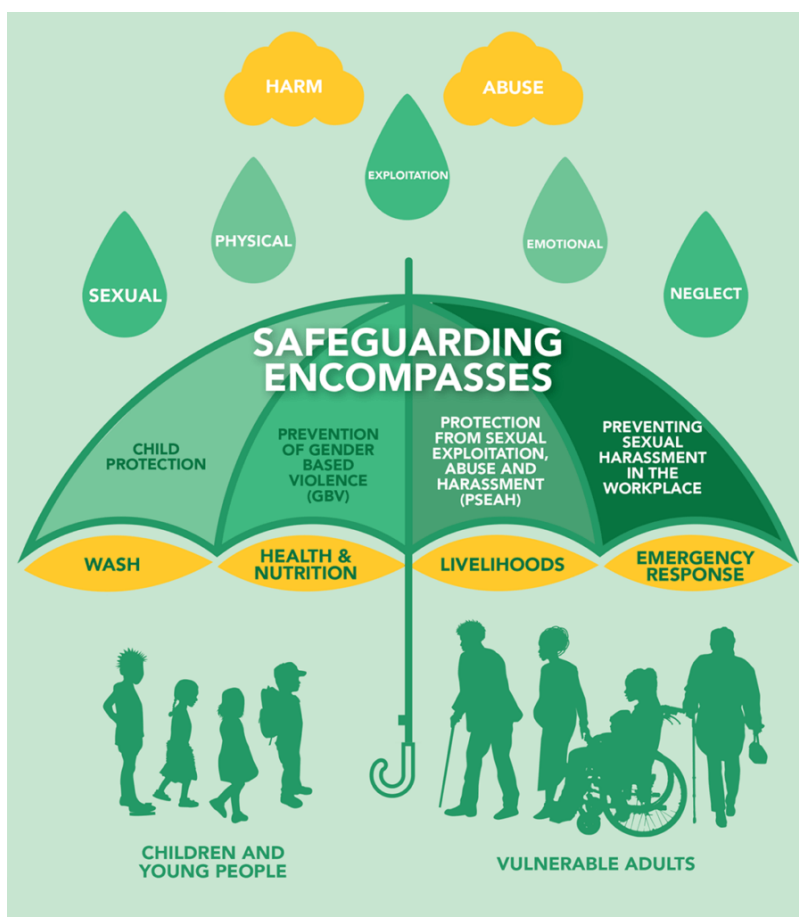 HARM
ABUSE
EXPLOITATION
PHYSICAL
EMOTIONAL
SEXUAL
NEGLECT
SAFEGUARDING
ENCOMPASSES
CHILD
PROTECTION
PREVENTION
OF GENDER
BASED
VIOLENCE
(GBV)
PROTECTION
FROM SEXUAL
EXPLOITATION,
ABUSE AND
HARASSMENT
(PSEAH)
PREVENTING
SEXUAL
HARASSMENT
IN THE
WORKPLACE
WASH
HEALTH &
NUTRITION
LIVELIHOODS
EMERGENCY
RESPONSE
CHILDREN AND
YOUNG PEOPLE
VULNERABLE ADULTS